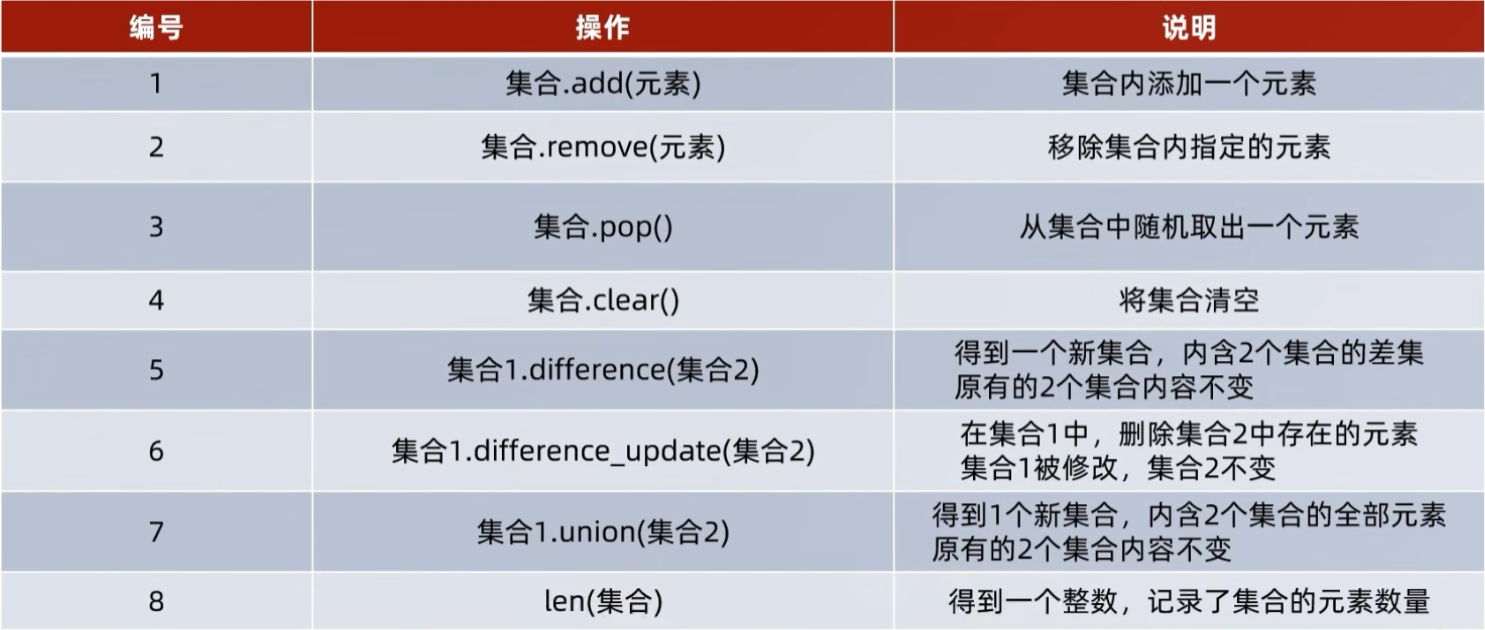 编号 操作 说明
1 集合.add(元素) 集合内添加一个元素
2 集合.remove(元素) 移除集合内指定的元素
3 集合.pop() 从集合中随机取出一个元素
4 集合.clear() 将集合清空
5 集合1.difference(集合2) 得到一个新集合，内含2个集合的差集
原有的2个集合内容不变
6 集合1.difference_update(集合2) 在集合1中，删除集合2中存在的元素
集合1被修改，集合2不变
7 集合1.union(集合2) 得到1个新集合，内含2个集合的全部元素
原有的2个集合内容不变
8 len(集合) 得到一个整数，记录了集合的元素数量